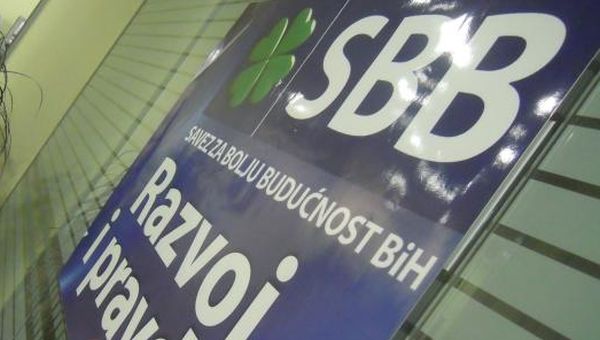 SBB
SAVEZ ZA BOLJU BUDUĆNOST BiH
Razvoj
i